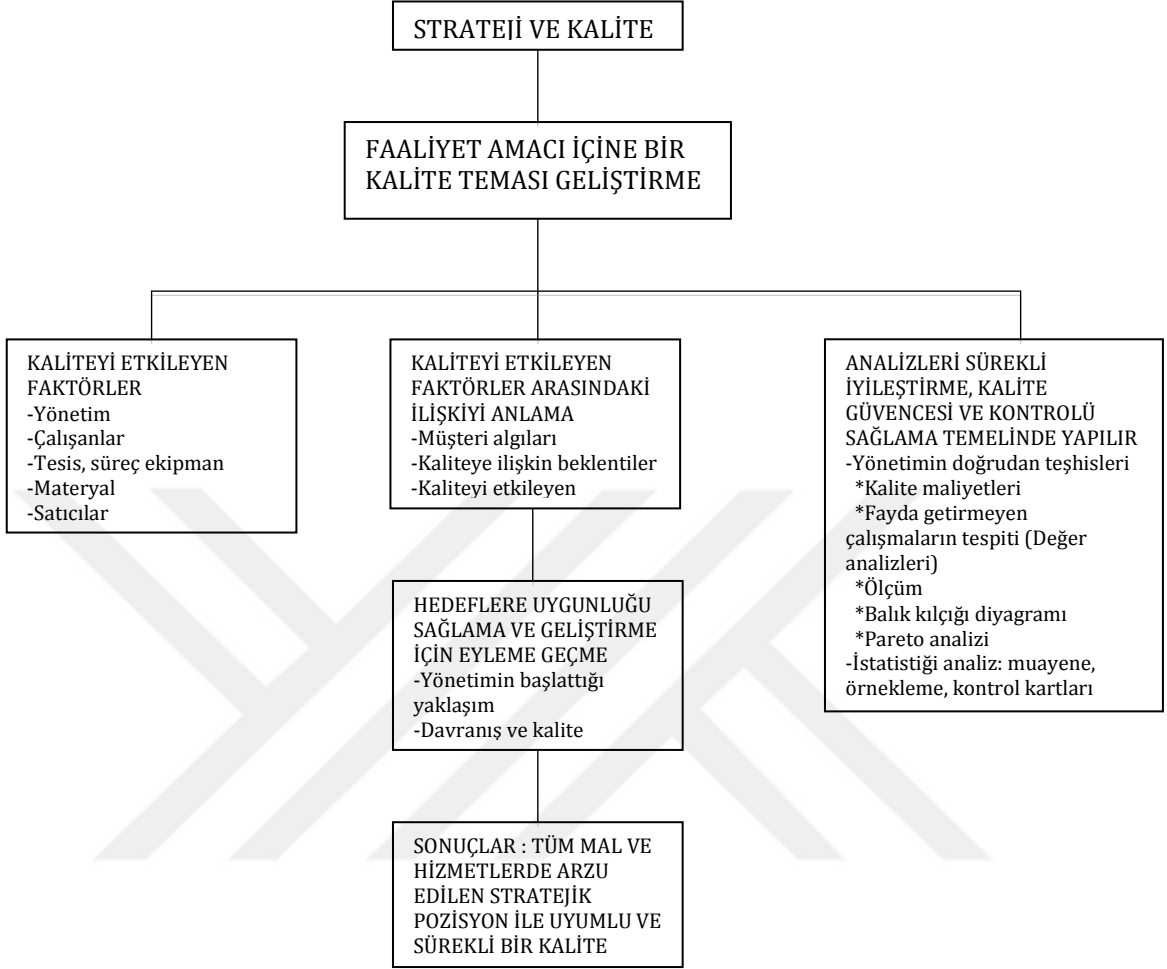 STRATEJİ VE KALİTE
FAALİYET AMACI İÇİNE BİR
KALİTE TEMASI GELİŞTİRME
KALİTEYİ ETKİLEYEN
FAKTÖRLER
-Yönetim
-Çalışanlar
-Tesis, süreç ekipman
-Materyal
-Satıcılar
KALİTEYİ ETKİLEYEN
FAKTÖRLER ARASINDAKİ
İLİŞKİYİ ANLAMA
-Müşteri algıları
-Kaliteye ilişkin beklentiler
-Kaliteyi etkileyen
ANALİZLERİ SÜREKLİ
İYİLEŞTİRME, KALİTE
GÜVENCESİ VE KONTROLÜ
SAĞLAMA TEMELİNDE YAPILIR
-Yönetimin doğrudan teşhisleri
*Kalite maliyetleri
*Fayda getirmeyen
çalışmaların tespiti (Değer
analizleri)
*Ölçüm
*Balık kılçığı diyagramı
*Pareto analizi
-İstatistiği analiz: muayene,
örnekleme, kontrol kartları
HEDEFLERE UYGUNLUĞU
SAĞLAMA VE GELİŞTİRME
İÇİN EYLEME GEÇME
-Yönetimin başlattığı
yaklaşım
-Davranış ve kalite
SONUÇLAR : TÜM MAL VE
HİZMETLERDE ARZU
EDİLEN STRATEJİK
POZİSYON İLE UYUMLU VE
SÜREKLİ BİR KALİTE